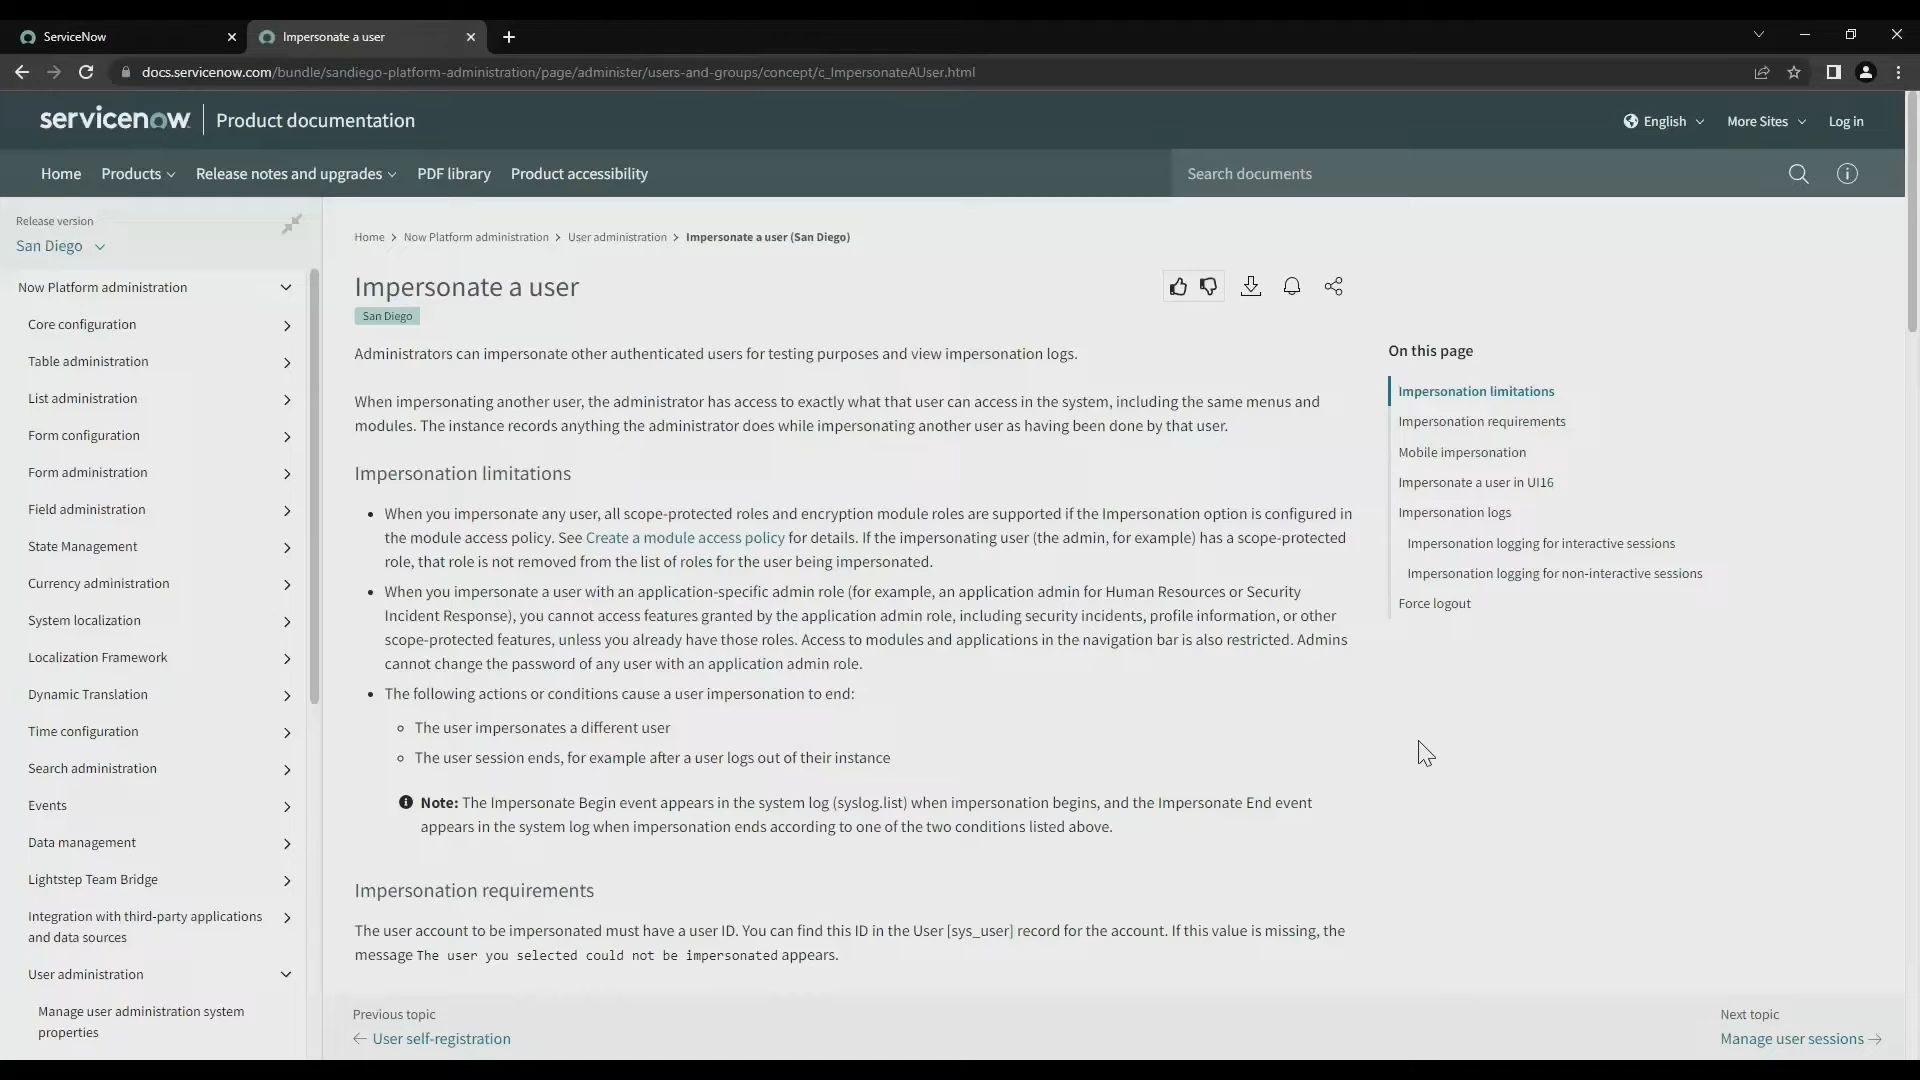 ServiceNow
Impersonate a user
docs.servicenow.com/bundle/sandiego-platform-administration/page/administer/users-and-groups/concept/c_ImpersonateAUser.html
servicenow
Product documentation
English
More Sites
Log in
Home
Products
Release notes and upgrades
PDF library
Product accessibility
Search documents
Release version
San Diego
Now Platform administration
Core configuration
Table administration
List administration
Form configuration
Form administration
Field administration
State Management
Currency administration
System localization
Localization Framework
Dynamic Translation
Time configuration
Search administration
Events
Data management
Lightstep Team Bridge
Integration with third-party applications
and data sources
User administration
Manage user administration system
properties
Home > Now Platform administration > User administration > Impersonate a user (San Diego)
Impersonate a user
San Diego
Administrators can impersonate other authenticated users for testing purposes and view impersonation logs.
When impersonating another user, the administrator has access to exactly what that user can access in the system, including the same menus and
modules. The instance records anything the administrator does while impersonating another user as having been done by that user.
Impersonation limitations
• When you impersonate any user, all scope-protected roles and encryption module roles are supported if the Impersonation option is configured in
the module access policy. See Create a module access policy for details. If the impersonating user (the admin, for example) has a scope-protected
role, that role is not removed from the list of roles for the user being impersonated.
• When you impersonate a user with an application-specific admin role (for example, an application admin for Human Resources or Security
Incident Response), you cannot access features granted by the application admin role, including security incidents, profile information, or other
scope-protected features, unless you already have those roles. Access to modules and applications in the navigation bar is also restricted. Admins
cannot change the password of any user with an application admin role.
• The following actions or conditions cause a user impersonation to end:
The user impersonates a different user
The user session ends, for example after a user logs out of their instance
Note: The Impersonate Begin event appears in the system log (syslog.list) when impersonation begins, and the Impersonate End event
appears in the system log when impersonation ends according to one of the two conditions listed above.
Impersonation requirements
The user account to be impersonated must have a user ID. You can find this ID in the User [sys_user] record for the account. If this value is missing, the
message The user you selected could not be impersonated appears.
On this page
Impersonation limitations
Impersonation requirements
Mobile impersonation
Impersonate a user in UI16
Impersonation logs
Impersonation logging for interactive sessions
Impersonation logging for non-interactive sessions
Force logout
Previous topic
← User self-registration
Next topic
Manage user sessions →